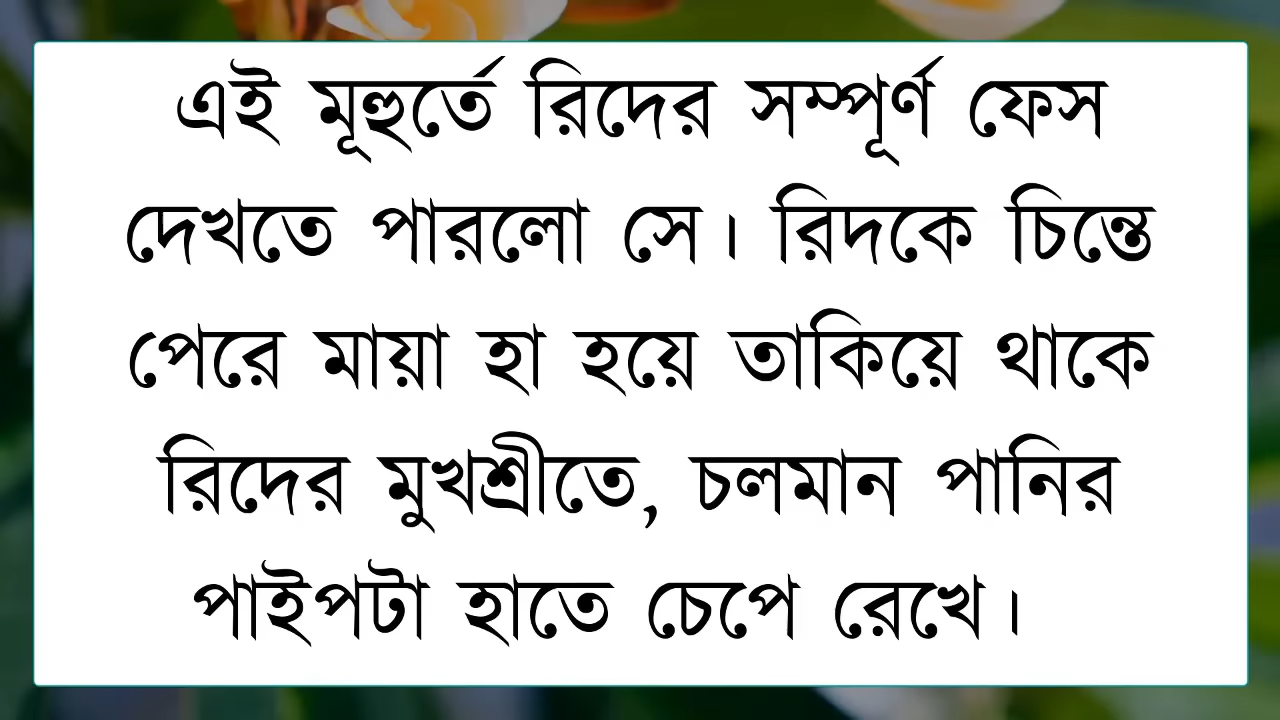 এই মূহুর্তে রিদের সম্পূর্ণ ফেস
দেখতে পারলো সে। রিদকে চিন্তে
পেরে মায়া হা হয়ে তাকিয়ে থাকে
রিদের মুখশ্রীতে, চলমান পানির
পাইপটা হাতে চেপে রেখে।